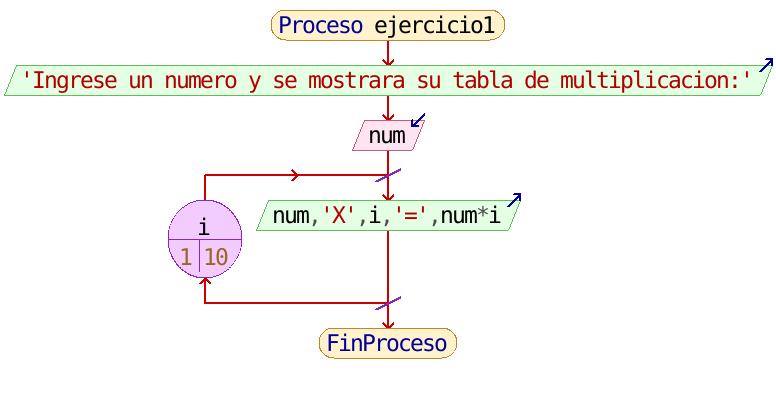 Proceso ejercicio1
'Ingrese un numero y se mostrara su tabla de multiplicacion:'
num
i
1 10
num,'X',i,'=',num*i
FinProceso